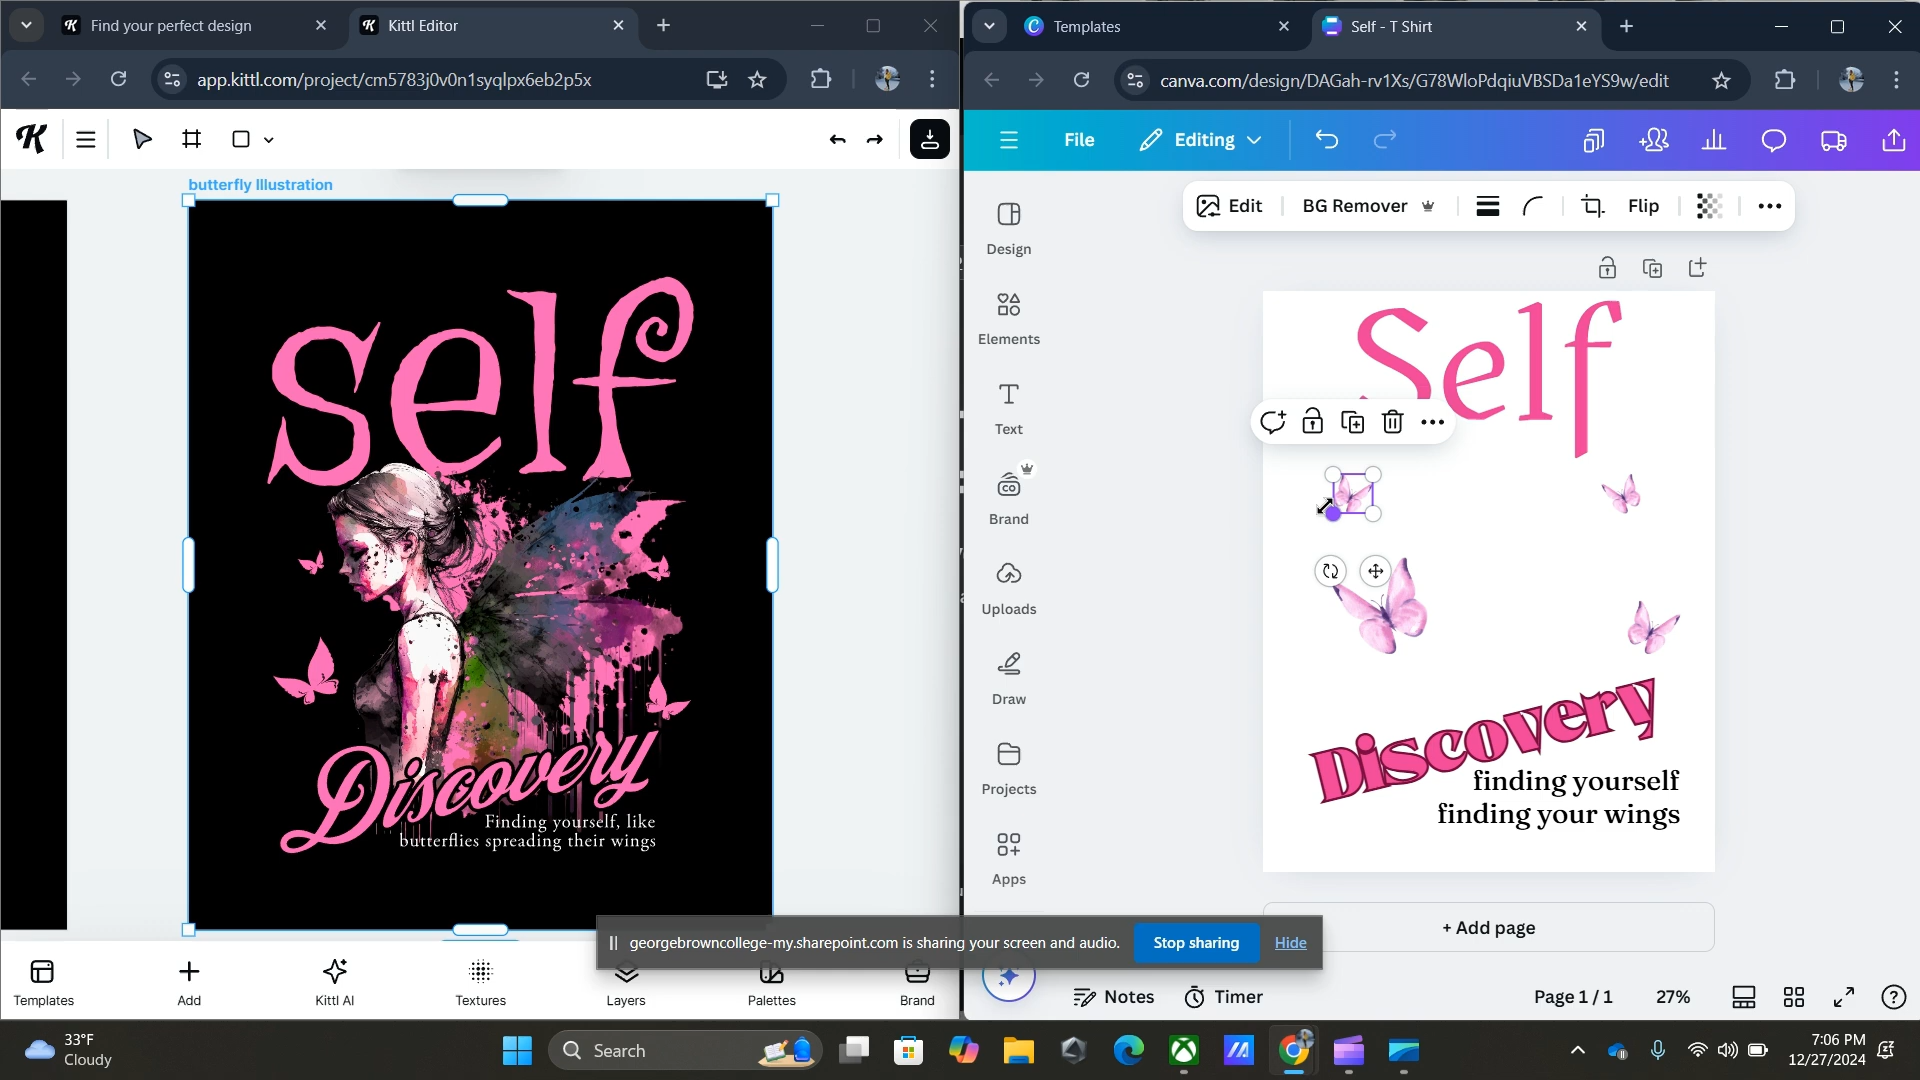 Find your perfect design
Kittl Editor
app.kittl.com/project/cm5783j0v0n1syqlpx6eb2p5x
butterfly Illustration
self
Discovery
Finding yourself, like
butterflies spreading their wings
Templates
Add
Kittl AI
Textures
Layers
Palettes
Brand
Templates
Self - T Shirt
canva.com/design/DAGah-rv1Xs/G78WloPdqiuVBSDa1eYS9w/edit
File
Editing
Edit
BG Remover
Flip
Design
Elements
Text
Brand
Uploads
Draw
Projects
Apps
Self
Discovery
finding yourself
finding your wings
+ Add page
georgebrowncollege-my.sharepoint.com is sharing your screen and audio.
Stop sharing
Hide
Notes
Timer
Page 1 / 1
27%
33°F
Cloudy
Search
7:06 PM
12/27/2024